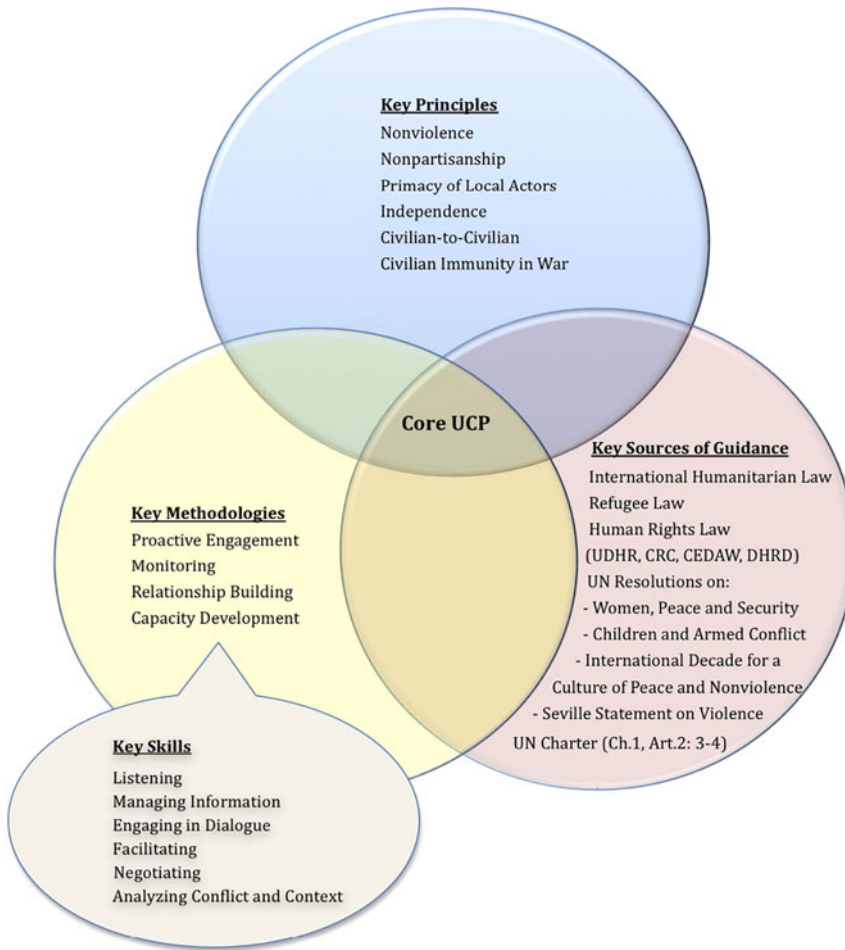 Key Principles
Nonviolence
Nonpartisanship
Primacy of Local Actors
Independence
Civilian-to-Civilian
Civilian Immunity in War
Core UCP
Key Sources of Guidance
International Humanitarian Law
Refugee Law
Human Rights Law
(UDHR, CRC, CEDAW, DHRD)
UN Resolutions on:
- Women, Peace and Security
- Children and Armed Conflict
- International Decade for a
Culture of Peace and Nonviolence
- Seville Statement on Violence
UN Charter (Ch.1, Art.2: 3-4)
Key Methodologies
Proactive Engagement
Monitoring
Relationship Building
Capacity Development
Key Skills
Listening
Managing Information
Engaging in Dialogue
Facilitating
Negotiating
Analyzing Conflict and Context